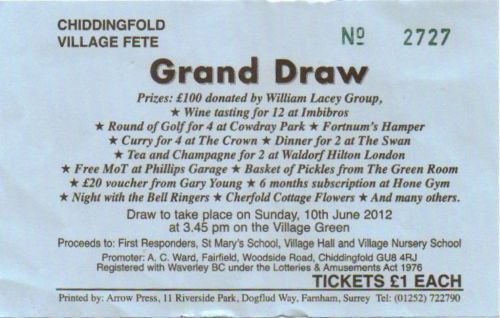 CHIDDINGFOLD
VILLAGE FETE
Nº 2727
Grand Draw
Prizes: £100 donated by William Lacey Group,
★ Wine tasting for 12 at Imbibros
★ Round of Golf for 4 at Cowdray Park ★ Fortnum's Hamper
★ Curry for 4 at The Crown ★ Dinner for 2 at The Swan
★ Tea and Champagne for 2 at Waldorf Hilton London
★ Free MoT at Phillips Garage ★ Basket of Pickles from The Green Room
★ £20 voucher from Gary Young ★ 6 months subscription at Hone Gym
★ Night with the Bell Ringers ★ Cherfold Cottage Flowers ★ And many others.
Draw to take place on Sunday, 10th June 2012
at 3.45 pm on the Village Green
Proceeds to: First Responders, St Mary's School, Village Hall and Village Nursery School
Promoter: A. C. Ward, Fairfield, Woodside Road, Chiddingfold GU8 4RJ
Registered with Waverley BC under the Lotteries & Amusements Act 1976
TICKETS £1 EACH
Printed by: Arrow Press, 11 Riverside Park, Dogflud Way, Farnham, Surrey Tel: (01252) 722790